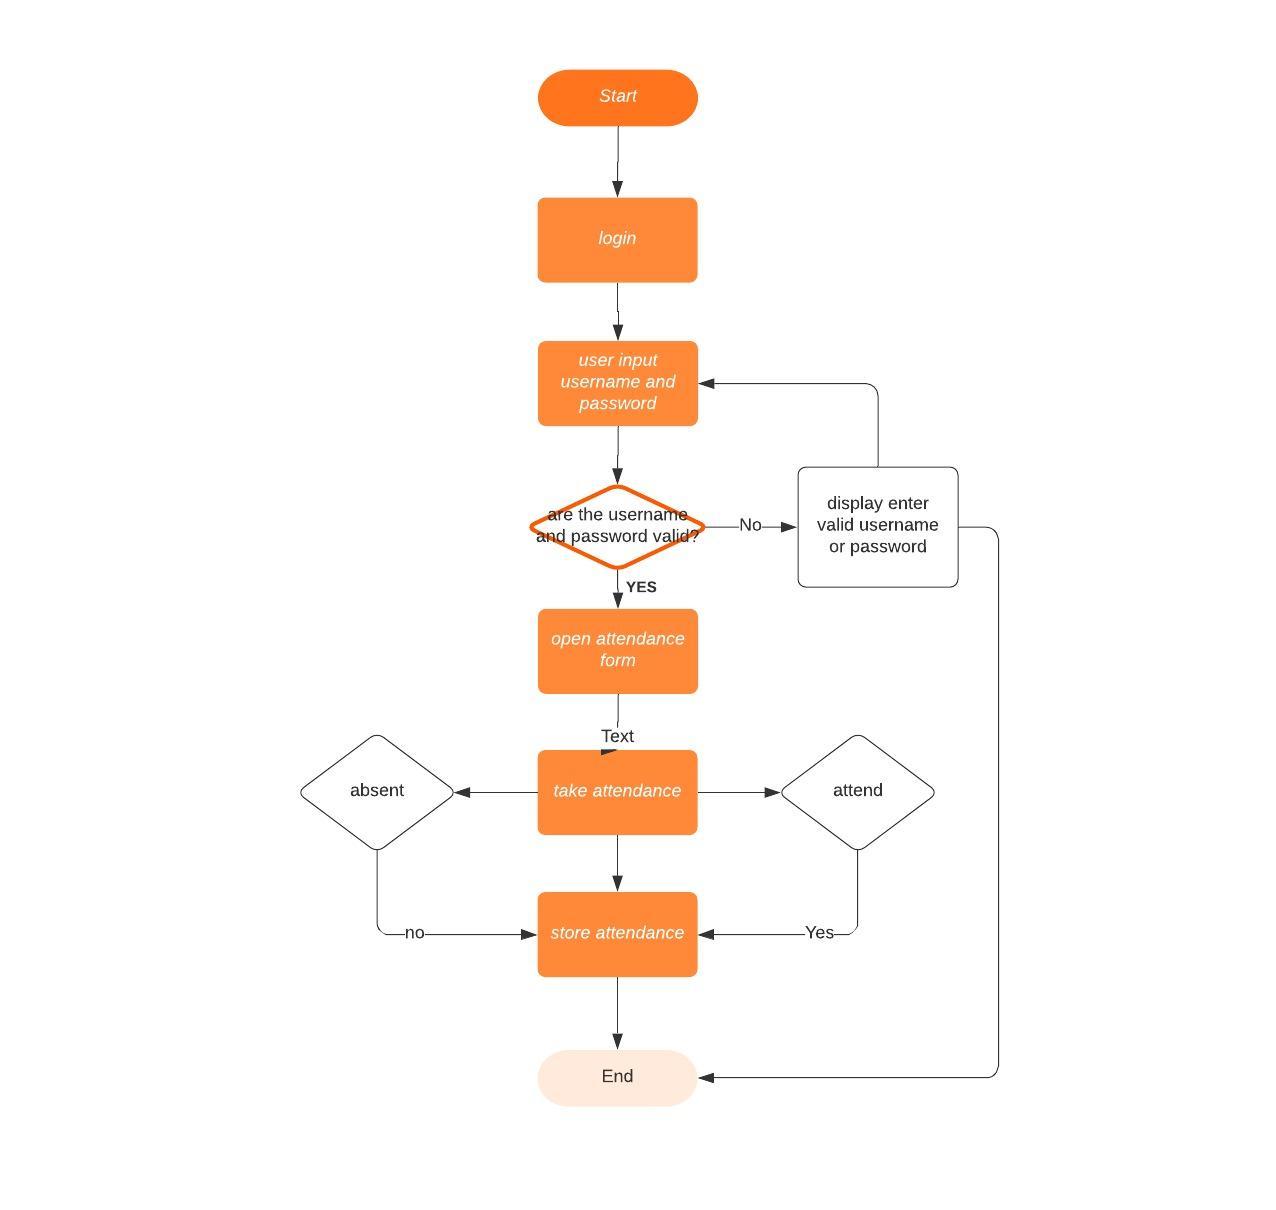 Start
login
user input
username and
password
are the username
and password valid?
No
display enter
valid username
or password
YES
open attendance
form
Text
absent
take attendance
attend
no
store attendance
Yes
End